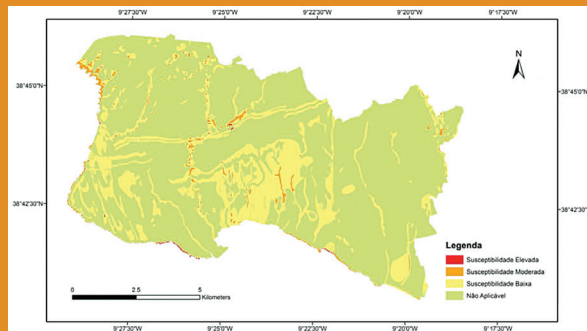 9°27'30"W 9°25'0"W 9°22'30"W 9°20'0"W 9°17'30"W
N
38°45'0"N 38°45'0"N
38°42'30"N 38°42'30"N
Legenda
Susceptibilidade Elevada
Susceptibilidade Moderada
Susceptibilidade Baixa
Não Aplicável
0 2.5 5
Kilometers
9°27'30"W 9°25'0"W 9°22'30"W 9°20'0"W 9°17'30"W